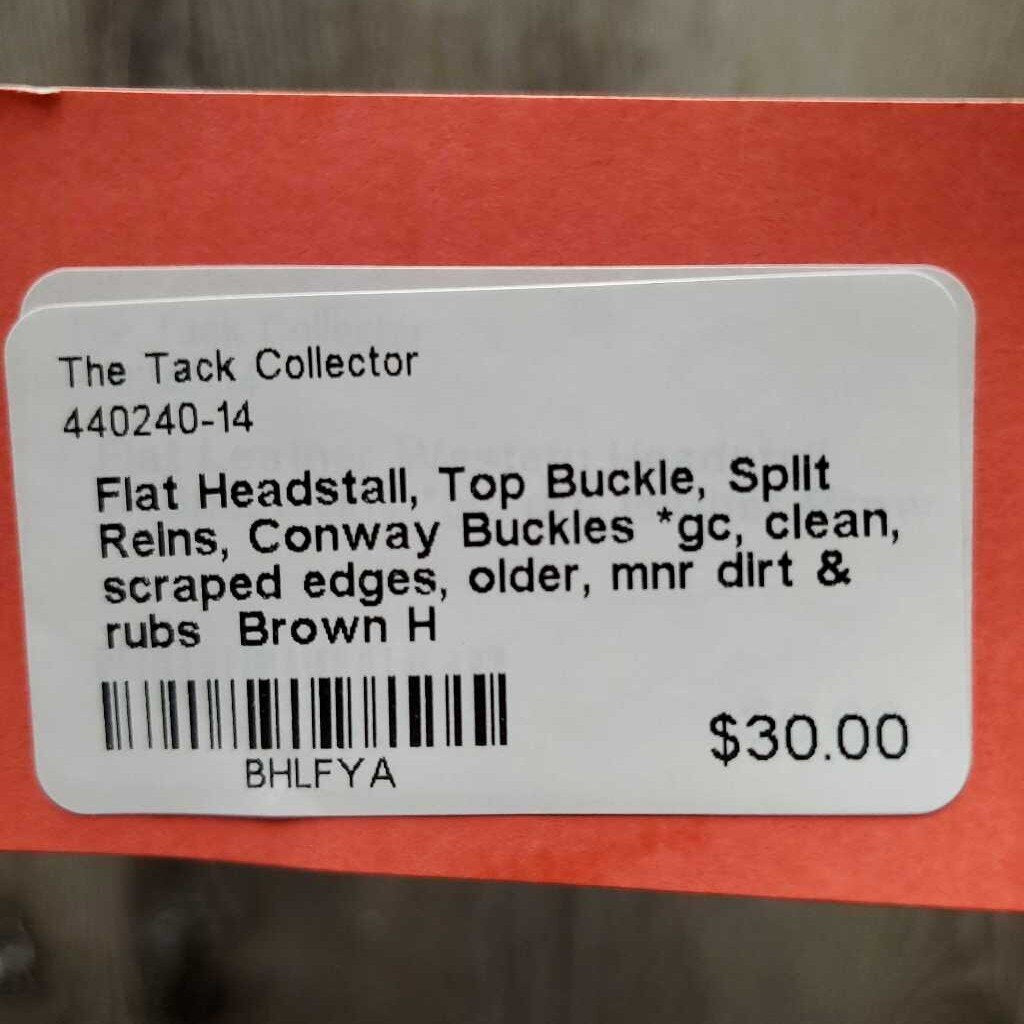 The Tack Collector
440240-14
Flat Headstall, Top Buckle, Split
Reins, Conway Buckles *gc, clean,
scraped edges, older, mnr dirt &
rubs Brown H
BHLFYA
$30.00